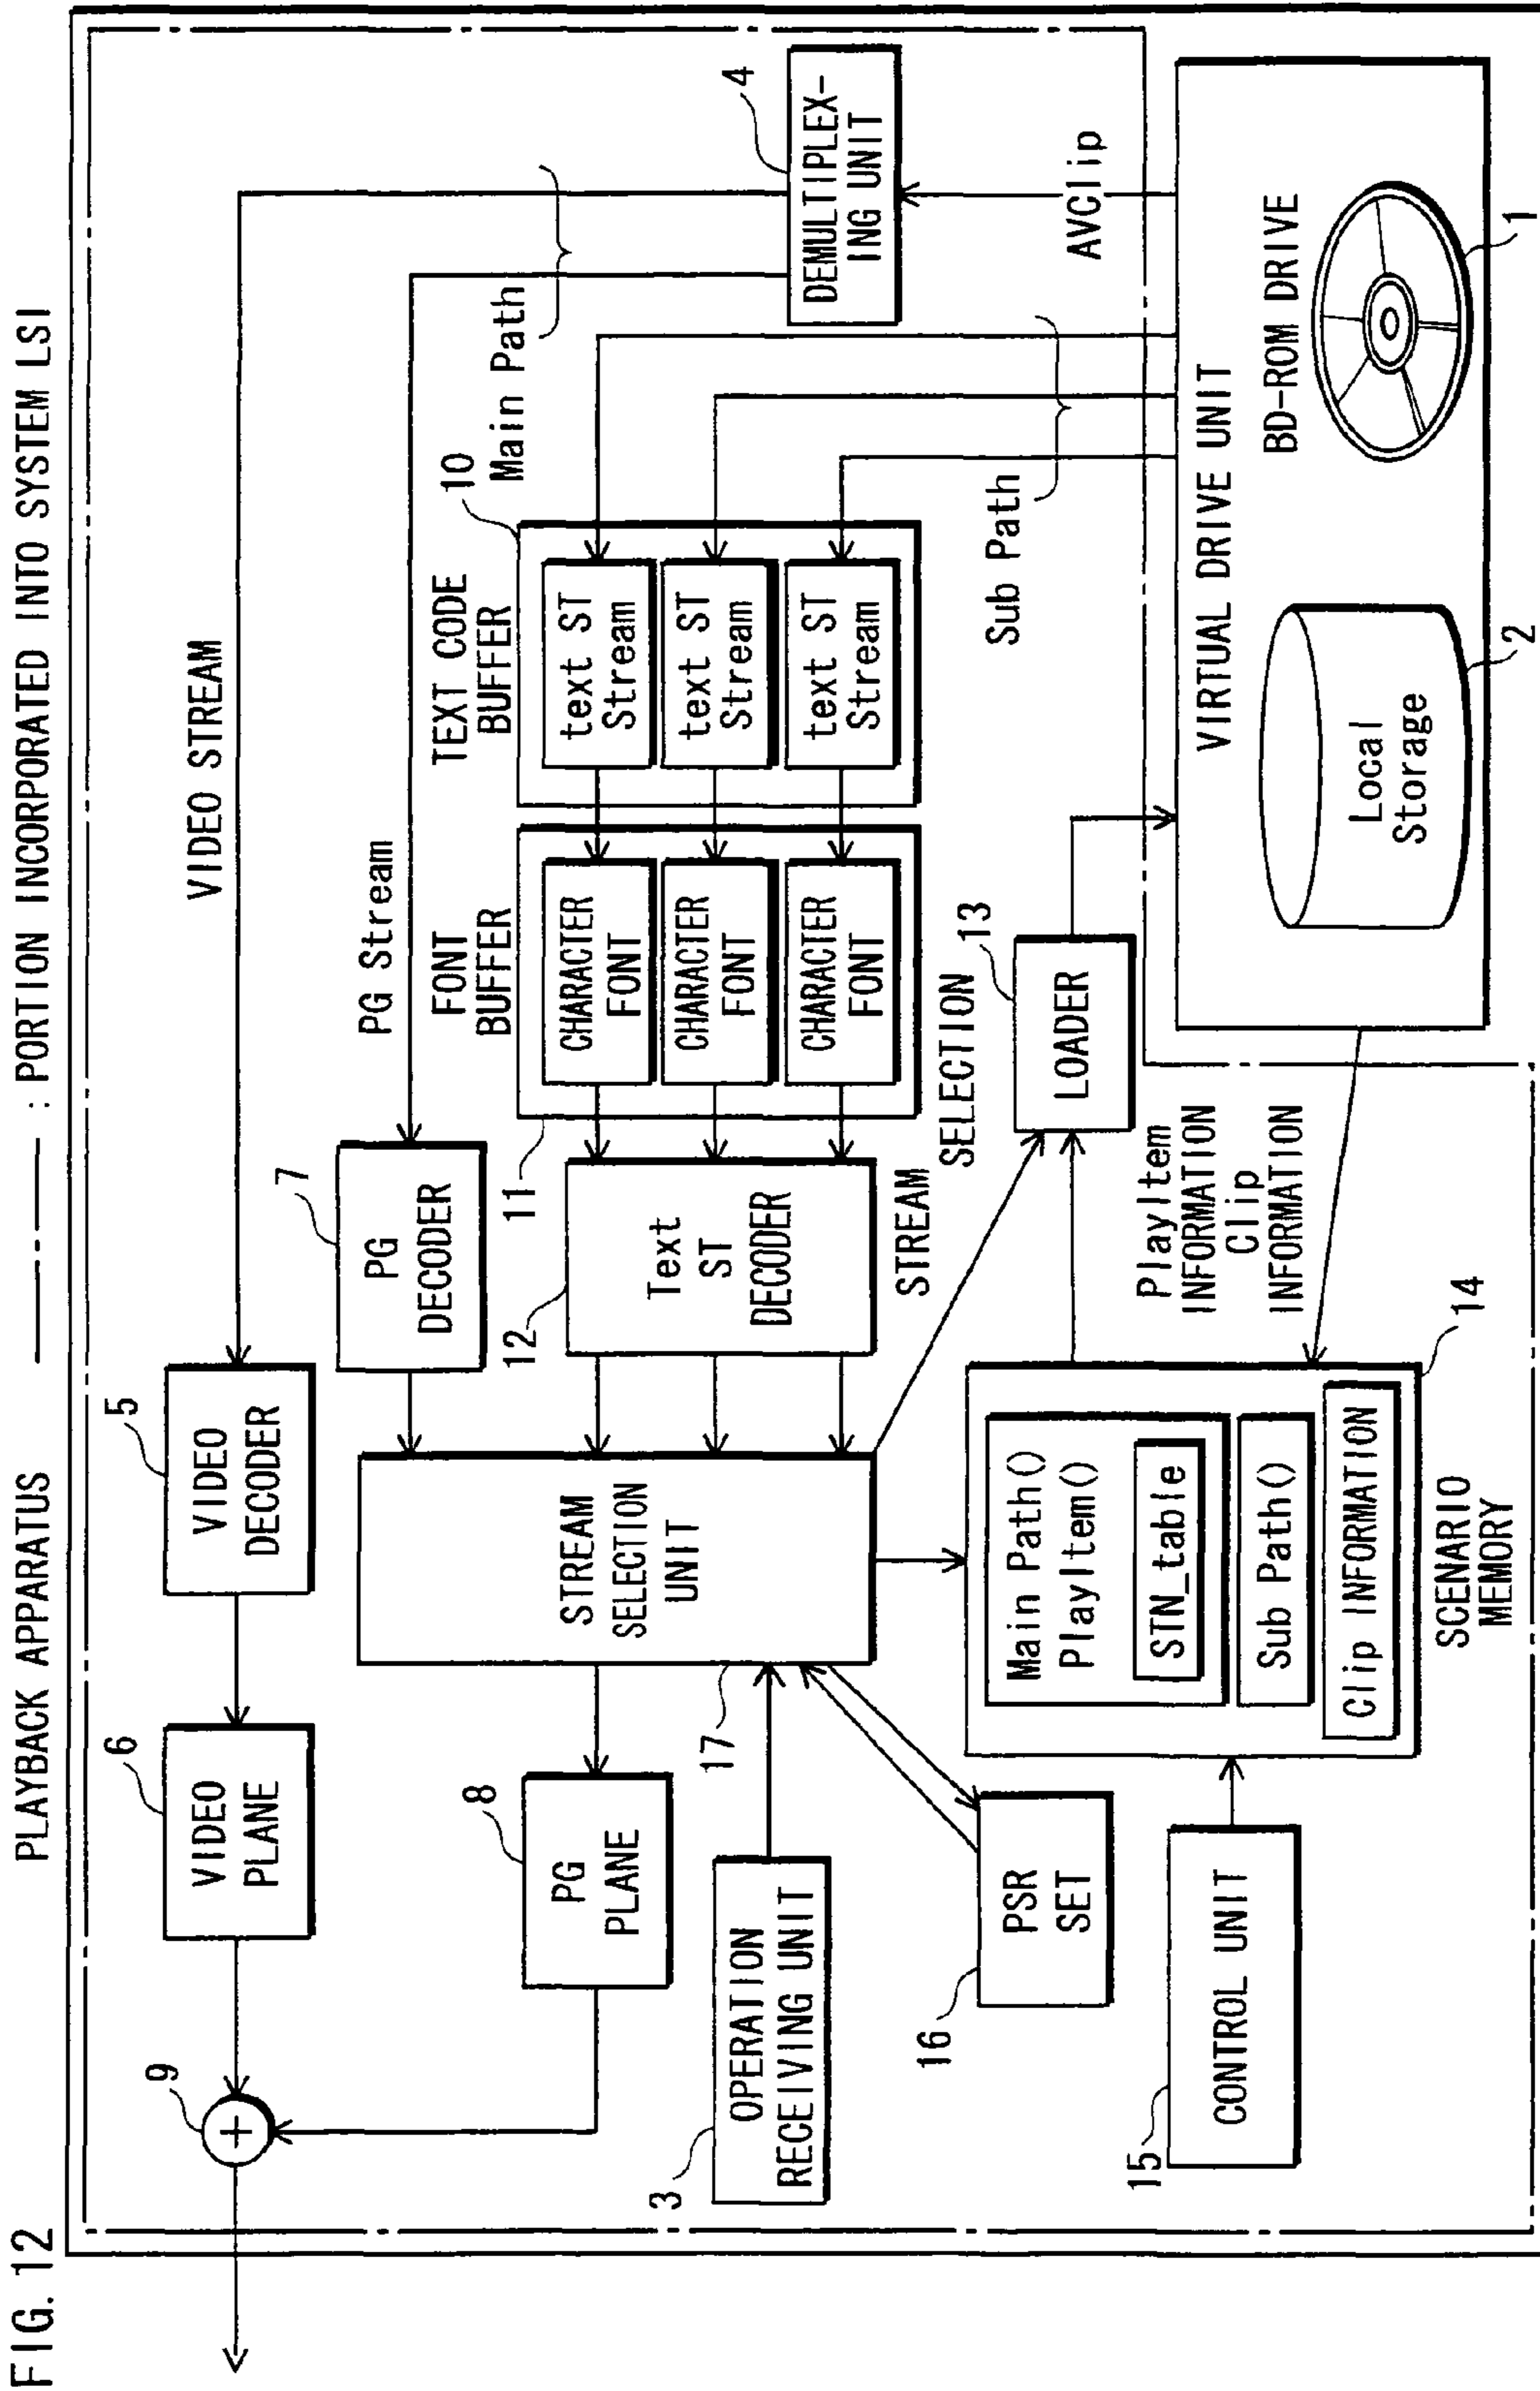 FIG. 12
PLAYBACK APPARATUS
: PORTION INCORPORATED INTO SYSTEM LSI
9
6
VIDEO
PLANE
5
VIDEO
DECODER
VIDEO STREAM
8
PG
PLANE
7
PG
DECODER
PG Stream
3
OPERATION
RECEIVING UNIT
17
STREAM
SELECTION
UNIT
12
Text
ST
DECODER
11
FONT
BUFFER
CHARACTER
FONT
CHARACTER
FONT
CHARACTER
FONT
10
TEXT CODE
BUFFER
text ST
Stream
text ST
Stream
text ST
Stream
Main Path
4
DEMULTIPLEX-
ING UNIT
16
PSR
SET
STREAM
SELECTION
13
LOADER
Sub Path
AVClip
15
CONTROL UNIT
14
Main Path()
PlayItem()
STN_table
Sub Path()
Clip INFORMATION
SCENARIO
MEMORY
PlayItem
INFORMATION
Clip
INFORMATION
VIRTUAL DRIVE UNIT
Local
Storage
2
BD-ROM DRIVE
1